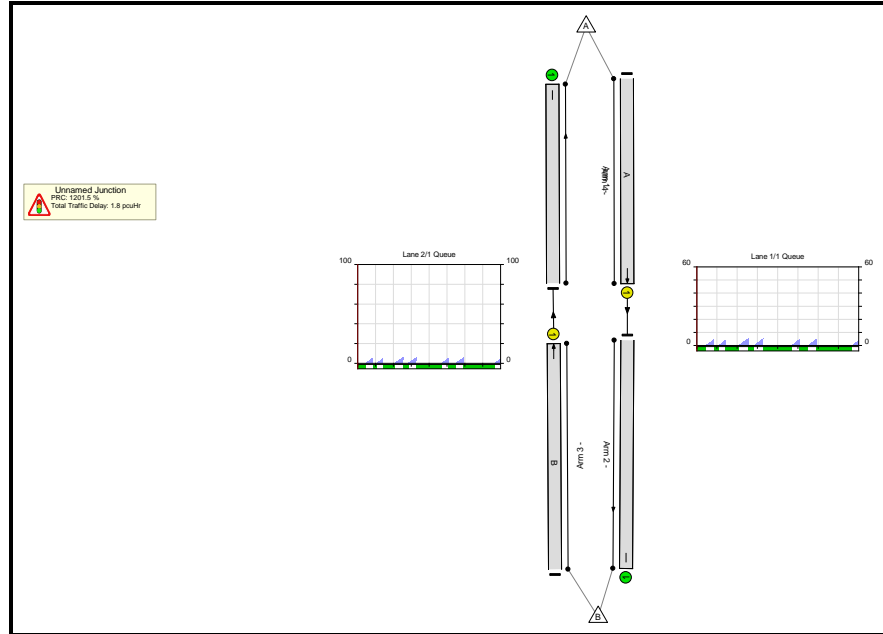 A
A
Unnamed Junction
PRC: 1201.5 %
Total Traffic Delay: 1.8 pcuHr
Lane 2/1 Queue
100
100
0
0
Lane 1/1 Queue
60
60
0
0
B
Arm 3 -
Arm 2 -
B